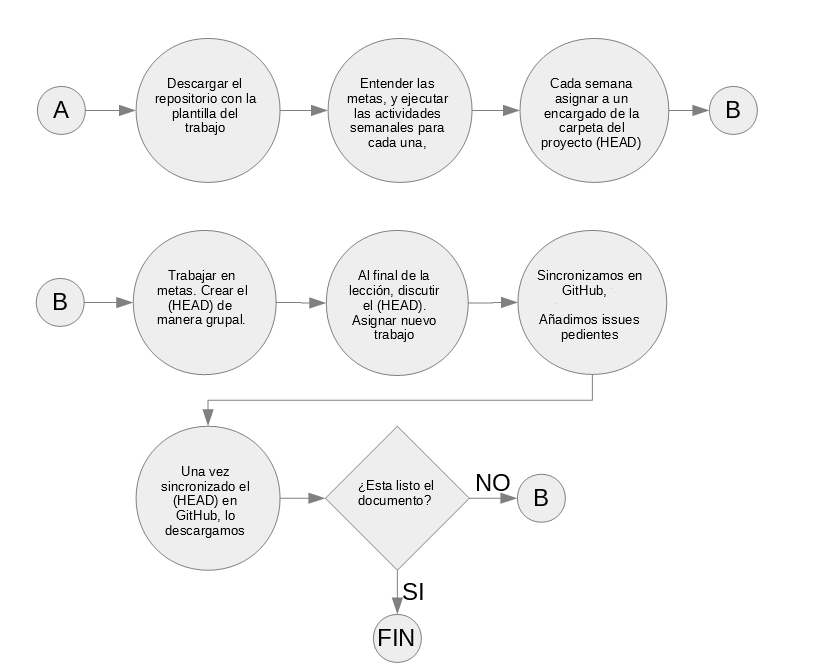 A
Descargar el
repositorio con la
plantilla del
trabajo
Entender las
metas, y ejecutar
las actividades
semanales para
cada una,
Cada semana
asignar a un
encargado de la
carpeta del
proyecto (HEAD)
B
B
Trabajar en
metas. Crear el
(HEAD) de
manera grupal.
Al final de la
lección, discutir
el (HEAD).
Asignar nuevo
trabajo
Sincronizamos en
GitHub,
Añadimos issues
pedientes
Una vez
sincronizado el
(HEAD) en
GitHub, lo
descargamos
¿Esta listo el
documento?
NO
B
SI
FIN